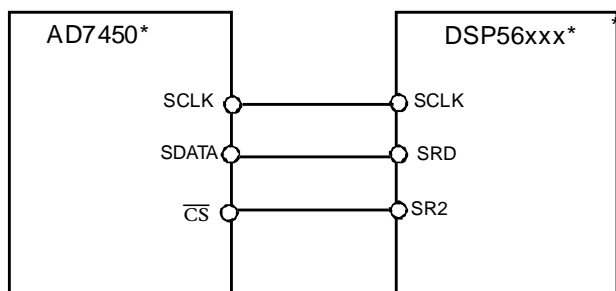 AD7450*
DSP56xxx*
*
SCLK
SCLK
SDATA
SRD
CS
SR2